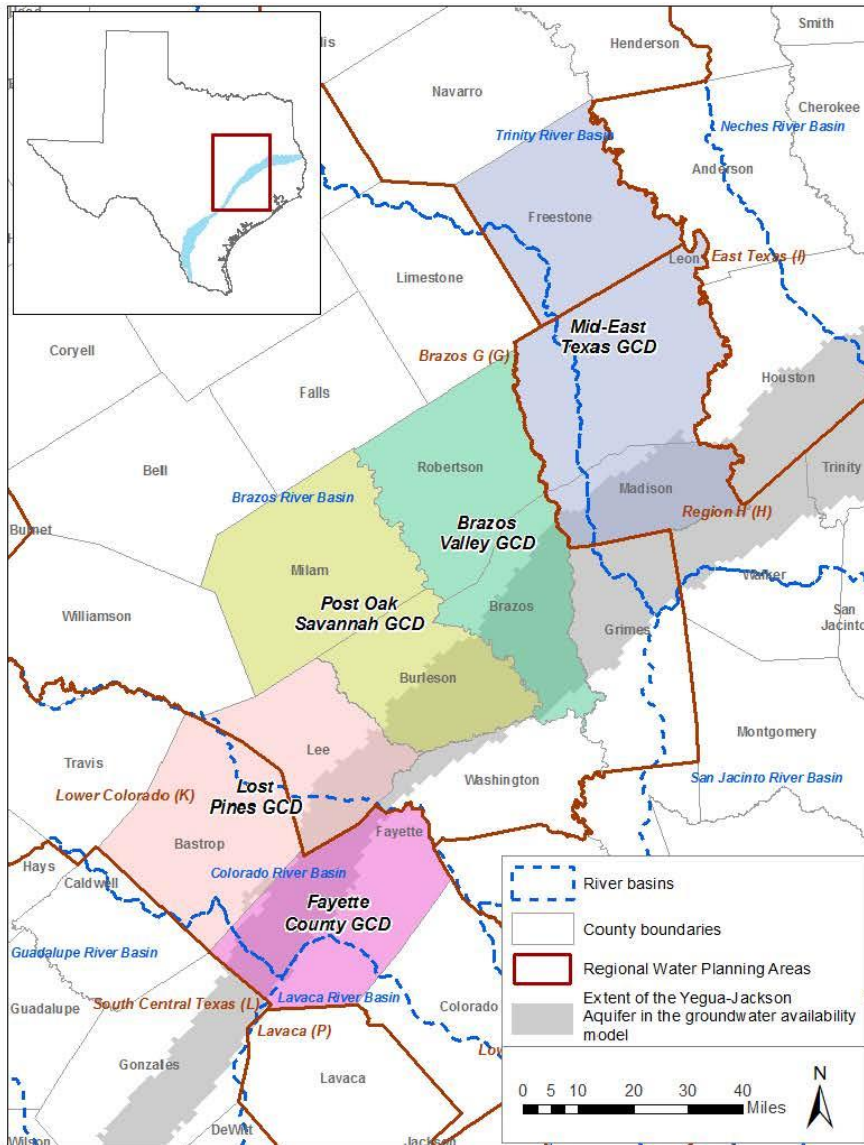 Smith
Henderson
Navarro
Cherokee
Trinity River Basin
Neches River Basin
Anderson
Freestone
Limestone
Leon
East Texas (I)
Mid-East
Texas GCD
Coryell
Brazos G (G)
Houston
Falls
Robertson
Bell
Trinity
Madison
Brazos River Basin
Region H (H)
Burnet
Brazos
Valley GCD
Milam
Walker
Post Oak
Savannah GCD
Brazos
Williamson
San
Jacinto
Grimes
Burleson
Lee
Montgomery
Travis
Washington
San Jacinto River Basin
Lower Colorado (K)
Lost
Pines GCD
Fayette
Bastrop
Hays
Colorado River Basin
Caldwell
Fayette
County GCD
Guadalupe River Basin
Guadalupe
South Central Texas (L)
Lavaca River Basin
Colorado
Lavaca (P)
Gonzales
Lavaca
DeWitt
Wilson
Jackson
River basins
County boundaries
Regional Water Planning Areas
Extent of the Yegua-Jackson
Aquifer in the groundwater availability
model
N
0 5 10 20 30 40
Miles